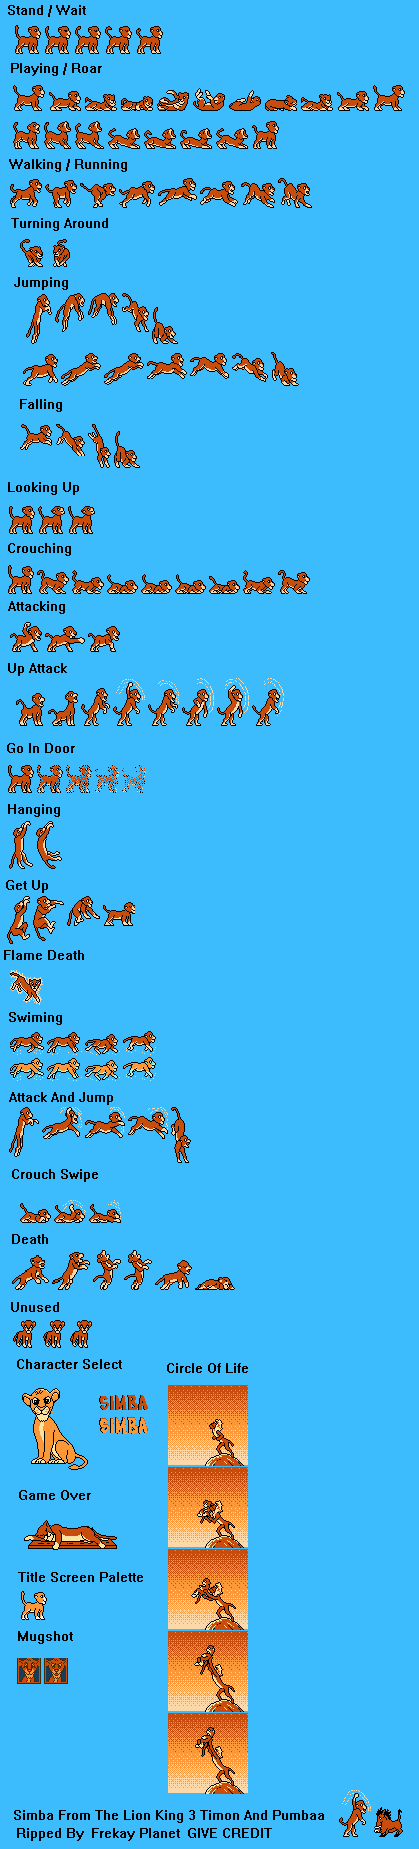 Stand / Wait
Playing / Roar
Walking / Running
Turning Around
Jumping
Falling
Looking Up
Crouching
Attacking
Up Attack
Go In Door
Hanging
Get Up
Flame Death
Swiming
Attack And Jump
Crouch Swipe
Death
Unused
Character Select
Circle Of Life
SIMBA
SIMBA
Game Over
Title Screen Palette
Mugshot
Simba From The Lion King 3 Timon And Pumbaa
Ripped By Frekay Planet GIVE CREDIT